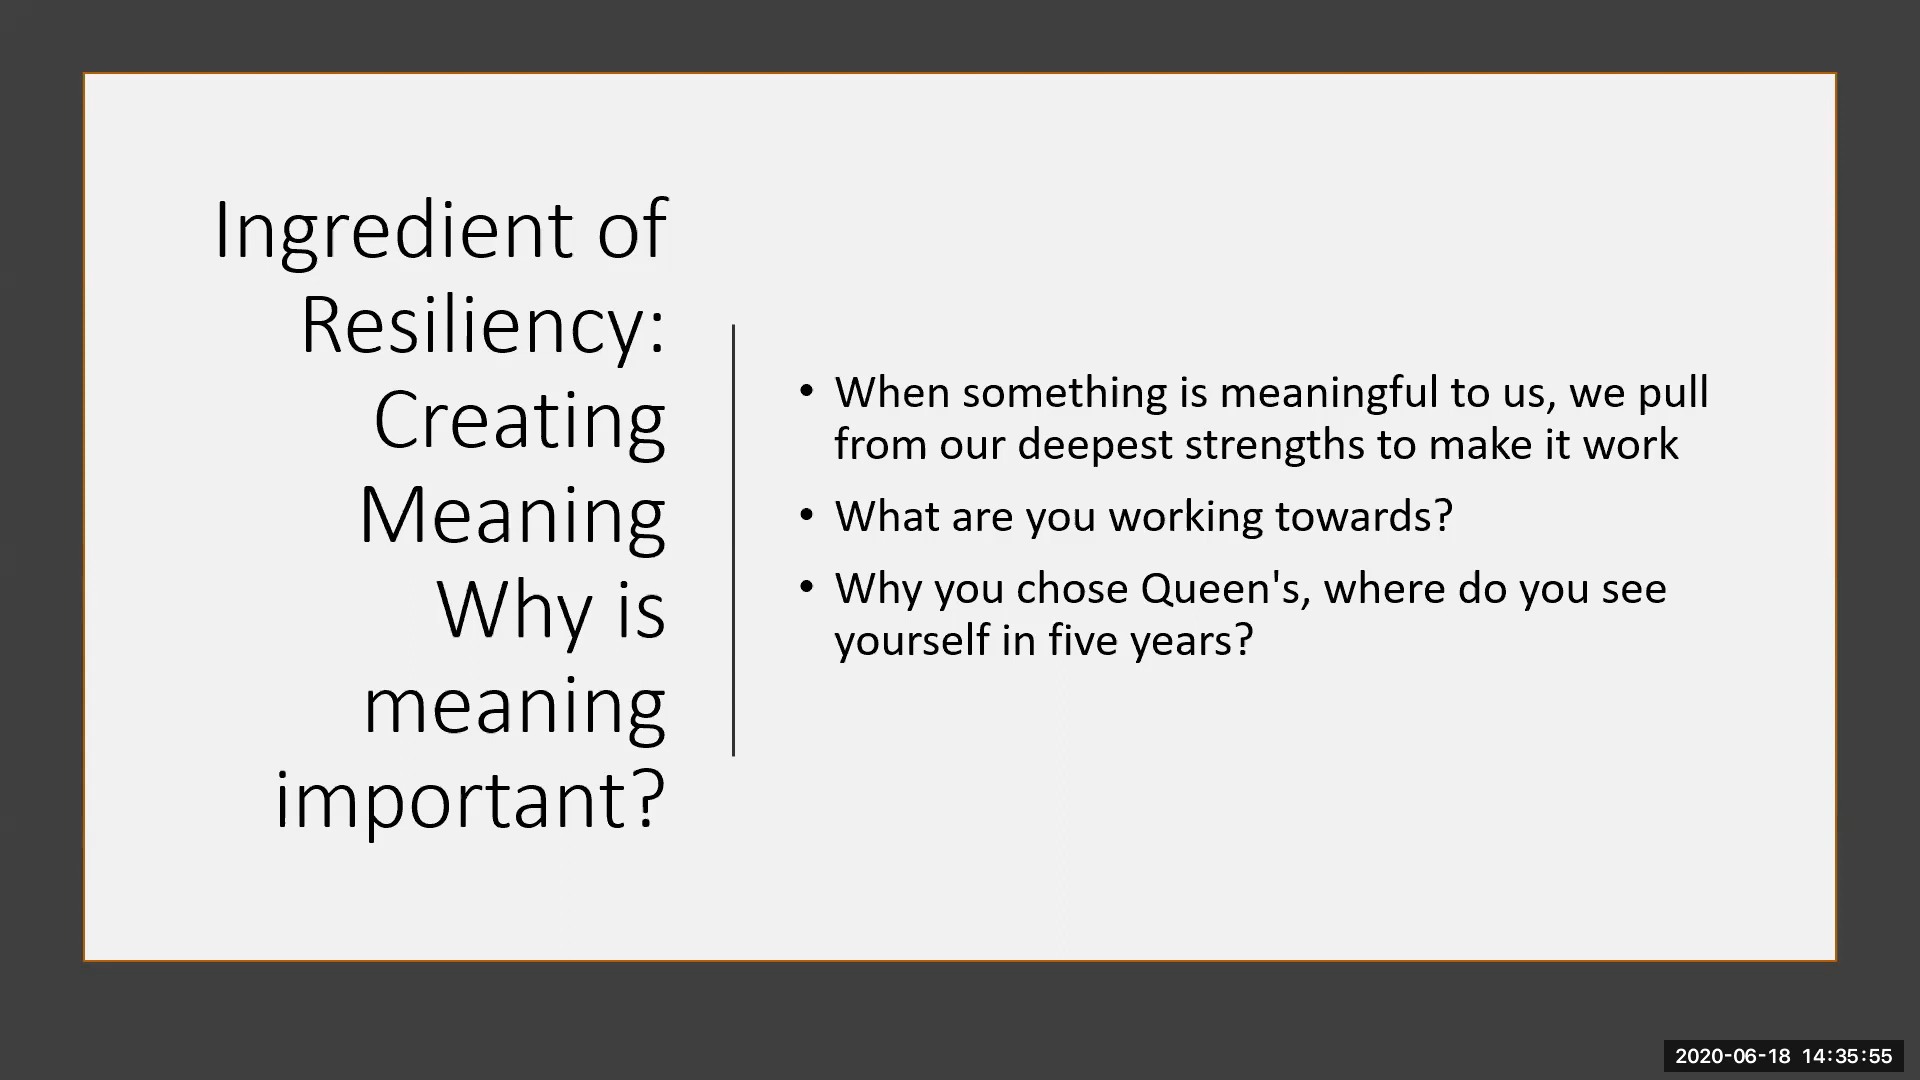 Ingredient of
Resiliency:
Creating
Meaning
Why is
meaning
important?
• When something is meaningful to us, we pull
from our deepest strengths to make it work
• What are you working towards?
• Why you chose Queen's, where do you see
yourself in five years?
2020-06-18 14:35:55